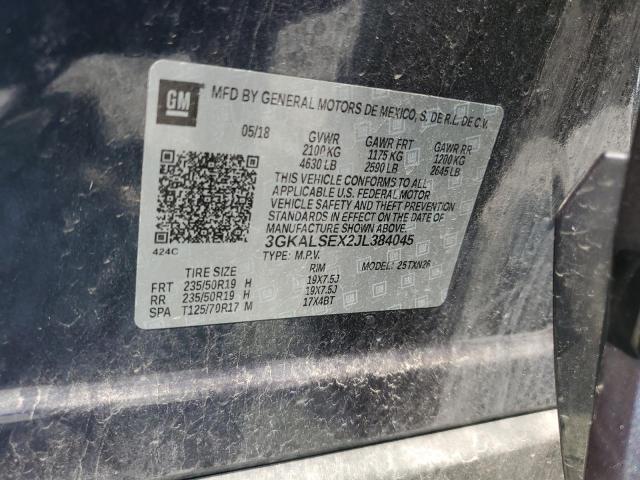 GM
MFD BY GENERAL MOTORS DE MEXICO, S. DE R.L. DE C.V.
05/18 GVWR GAWR FRT GAWR RR
2100 KG 1175 KG 1200 KG
4630 LB 2590 LB 2645 LB
THIS VEHICLE CONFORMS TO ALL
APPLICABLE U.S. FEDERAL MOTOR
VEHICLE SAFETY AND THEFT PREVENTION
STANDARDS IN EFFECT ON THE DATE OF
MANUFACTURE SHOWN ABOVE.
3GKALSEX2JL384045
TYPE: M.P.V. MODEL: 25TXN26
424C
TIRE SIZE RIM
FRT 235/50R19 H 19X7.5J
RR 235/50R19 H 19X7.5J
SPA T125/70R17 M 17X4BT